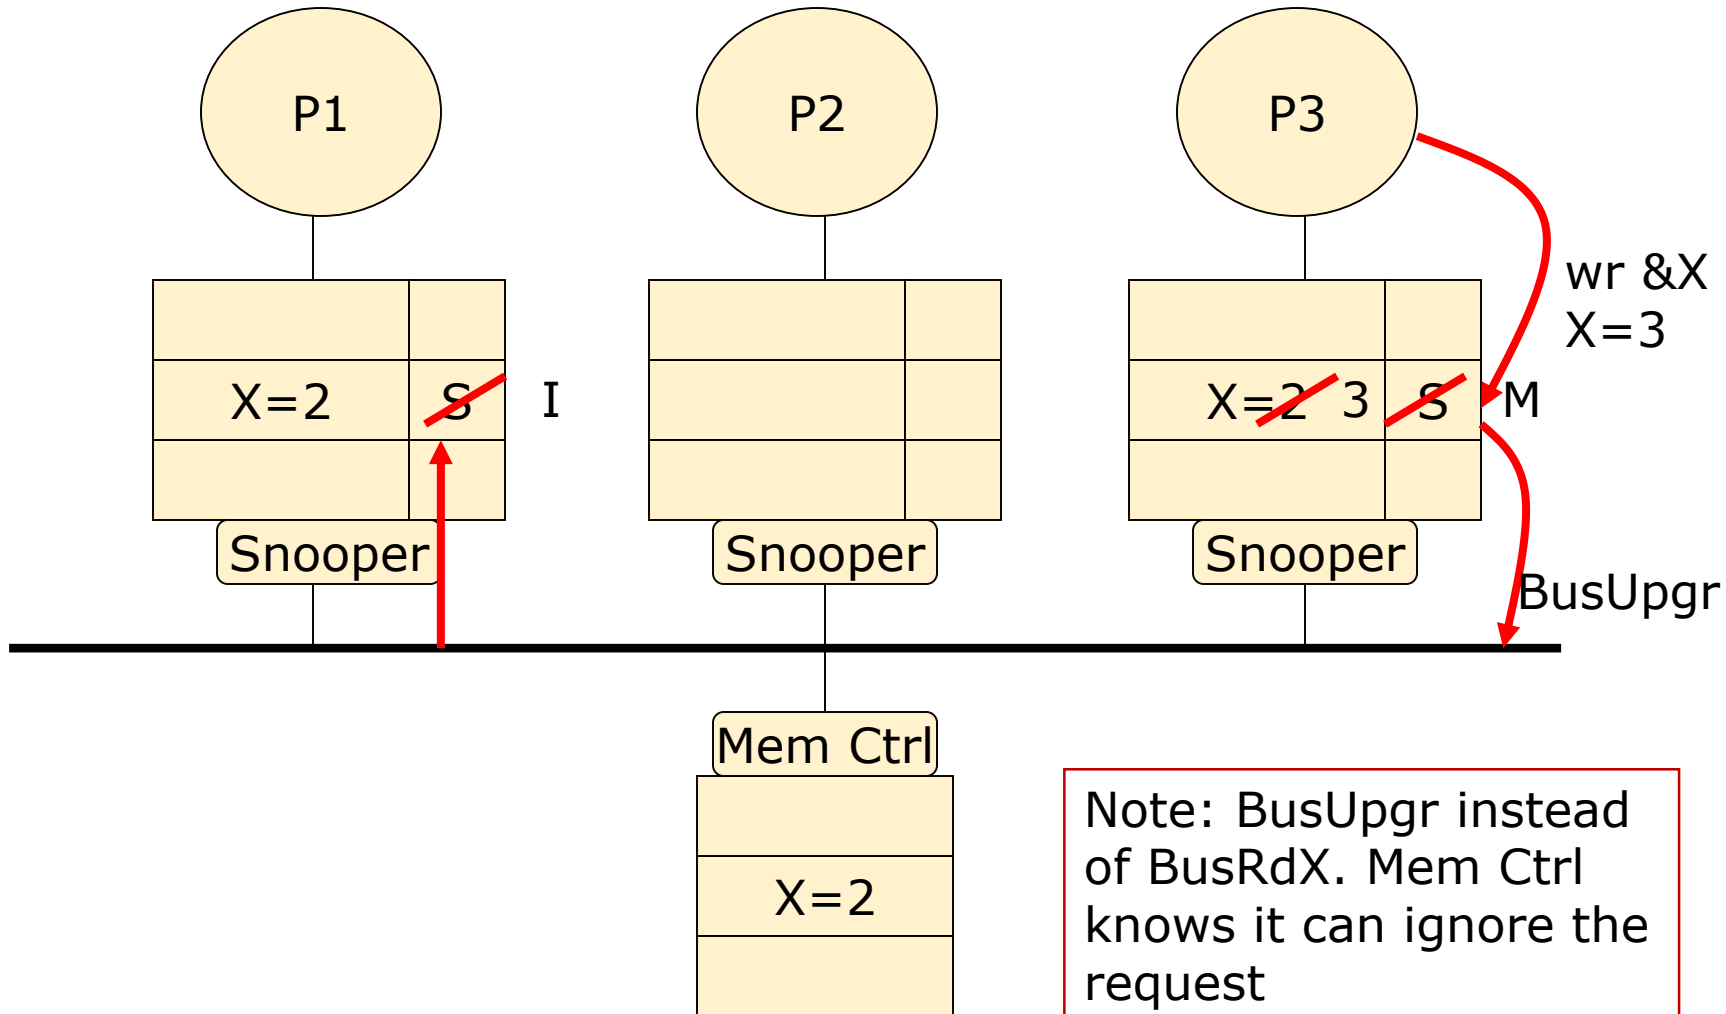 P1
P2
P3
wr &X
X=3
X=2 S I
X=2 3 S M
Snooper
Snooper
Snooper
BusUpgr
Mem Ctrl
X=2
Note: BusUpgr instead
of BusRdX. Mem Ctrl
knows it can ignore the
request